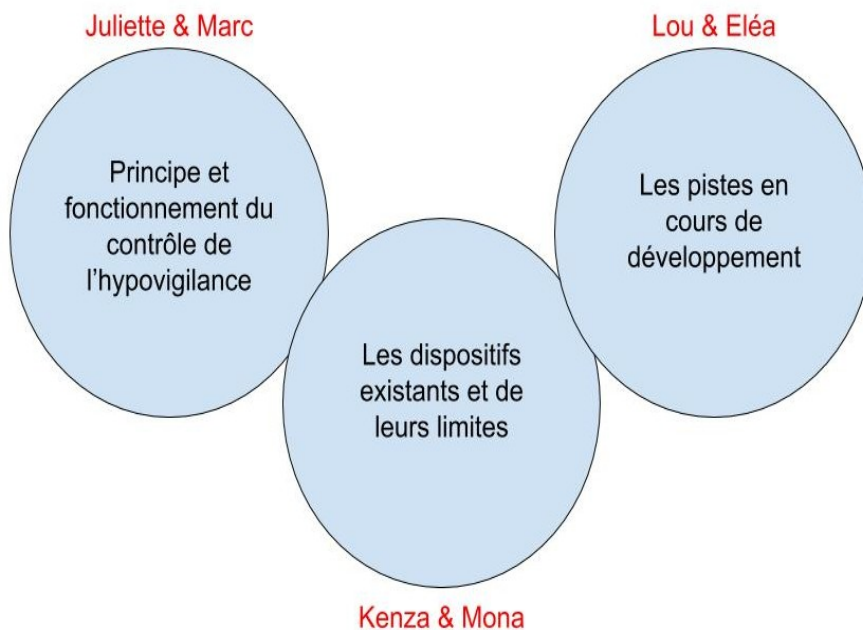 Juliette & Marc
Principe et
fonctionnement du
contrôle de
l'hypovigilance
Les dispositifs
existants et de
leurs limites
Kenza & Mona
Lou & Eléa
Les pistes en
cours de
développement